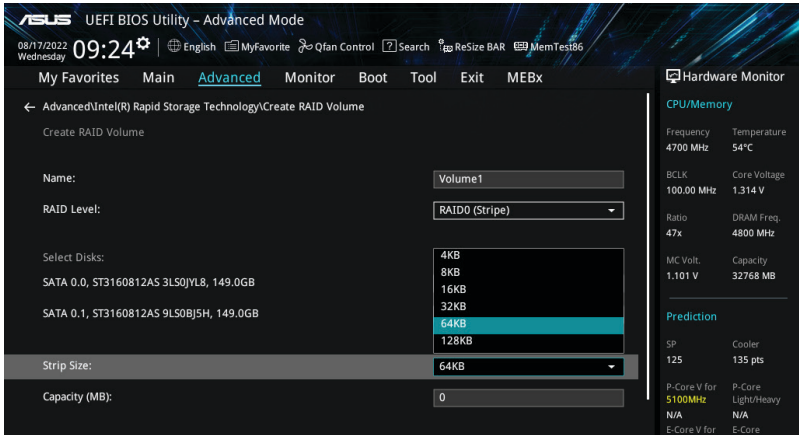 ASUS UEFI BIOS Utility – Advanced Mode
08/17/2022 Wednesday 09:24 English MyFavorite Qfan Control ? Search ReSize BAR MemTest86
My Favorites Main Advanced Monitor Boot Tool Exit MEBx
← Advanced\Intel(R) Rapid Storage Technology\Create RAID Volume
Create RAID Volume
Name: Volume1
RAID Level: RAID0 (Stripe)
Select Disks:
4KB
8KB
SATA 0.0, ST3160812AS 3LS0JYL8, 149.0GB
16KB
32KB
SATA 0.1, ST3160812AS 9LS0BJ5H, 149.0GB
64KB
128KB
Strip Size: 64KB
Capacity (MB): 0
Hardware Monitor
CPU/Memory
Frequency Temperature
4700 MHz 54°C
BCLK Core Voltage
100.00 MHz 1.314 V
Ratio DRAM Freq.
47x 4800 MHz
MC Volt. Capacity
1.101 V 32768 MB
Prediction
SP Cooler
125 135 pts
P-Core V for P-Core
5100MHz Light/Heavy
N/A N/A
E-Core V for E-Core